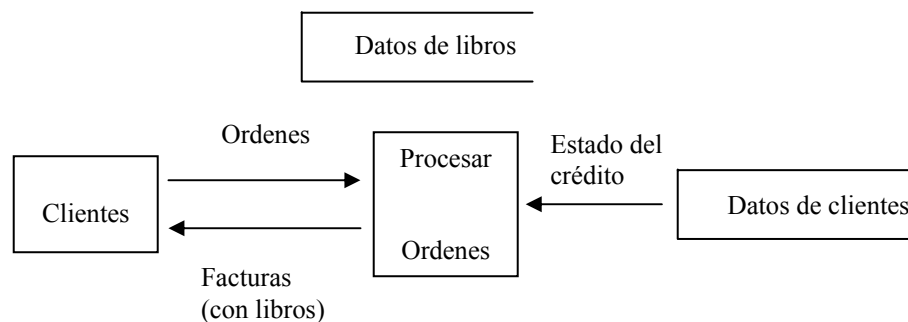 Datos de libros
Ordenes
Procesar
Ordenes
Clientes
Estado del
crédito
Datos de clientes
Facturas
(con libros)